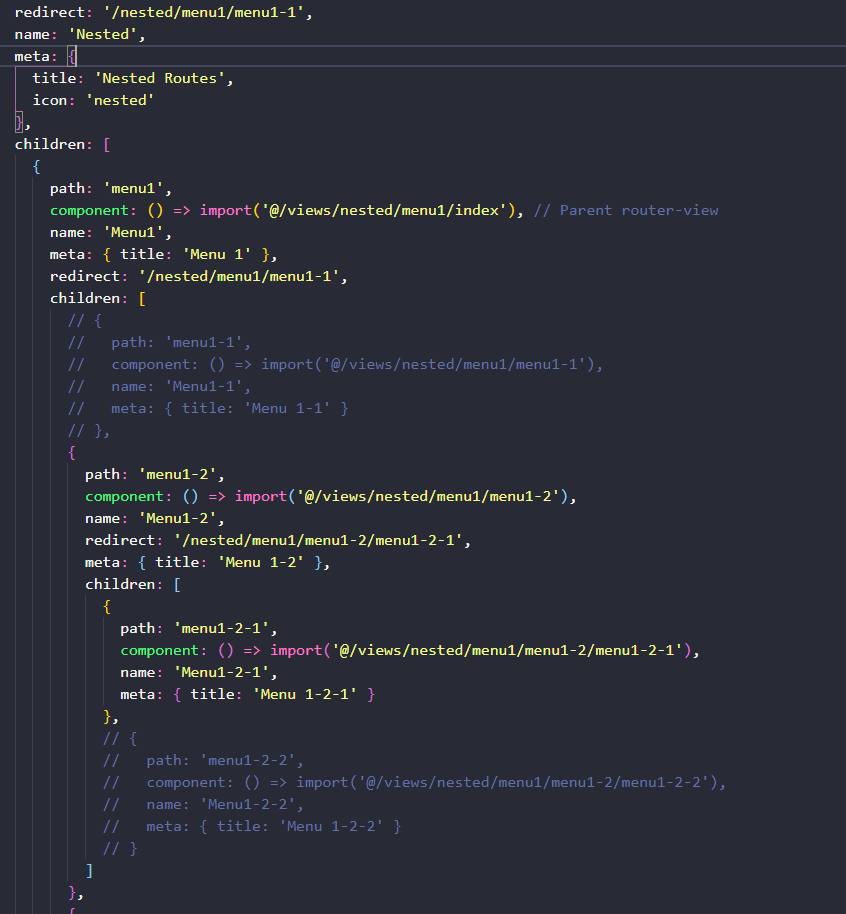 redirect: '/nested/menu1/menu1-1',
name: 'Nested',
meta: {
title: 'Nested Routes',
icon: 'nested'
},
children: [
{
path: 'menu1',
component: () => import('@/views/nested/menu1/index'), // Parent router-view
name: 'Menu1',
meta: { title: 'Menu 1' },
redirect: '/nested/menu1/menu1-1',
children: [
// {
//   path: 'menu1-1',
//   component: () => import('@/views/nested/menu1/menu1-1'),
//   name: 'Menu1-1',
//   meta: { title: 'Menu 1-1' }
// },
{
path: 'menu1-2',
component: () => import('@/views/nested/menu1/menu1-2'),
name: 'Menu1-2',
redirect: '/nested/menu1/menu1-2/menu1-2-1',
meta: { title: 'Menu 1-2' },
children: [
{
path: 'menu1-2-1',
component: () => import('@/views/nested/menu1/menu1-2/menu1-2-1'),
name: 'Menu1-2-1',
meta: { title: 'Menu 1-2-1' }
},
// {
//   path: 'menu1-2-2',
//   component: () => import('@/views/nested/menu1/menu1-2/menu1-2-2'),
//   name: 'Menu1-2-2',
//   meta: { title: 'Menu 1-2-2' }
// }
]
},
{